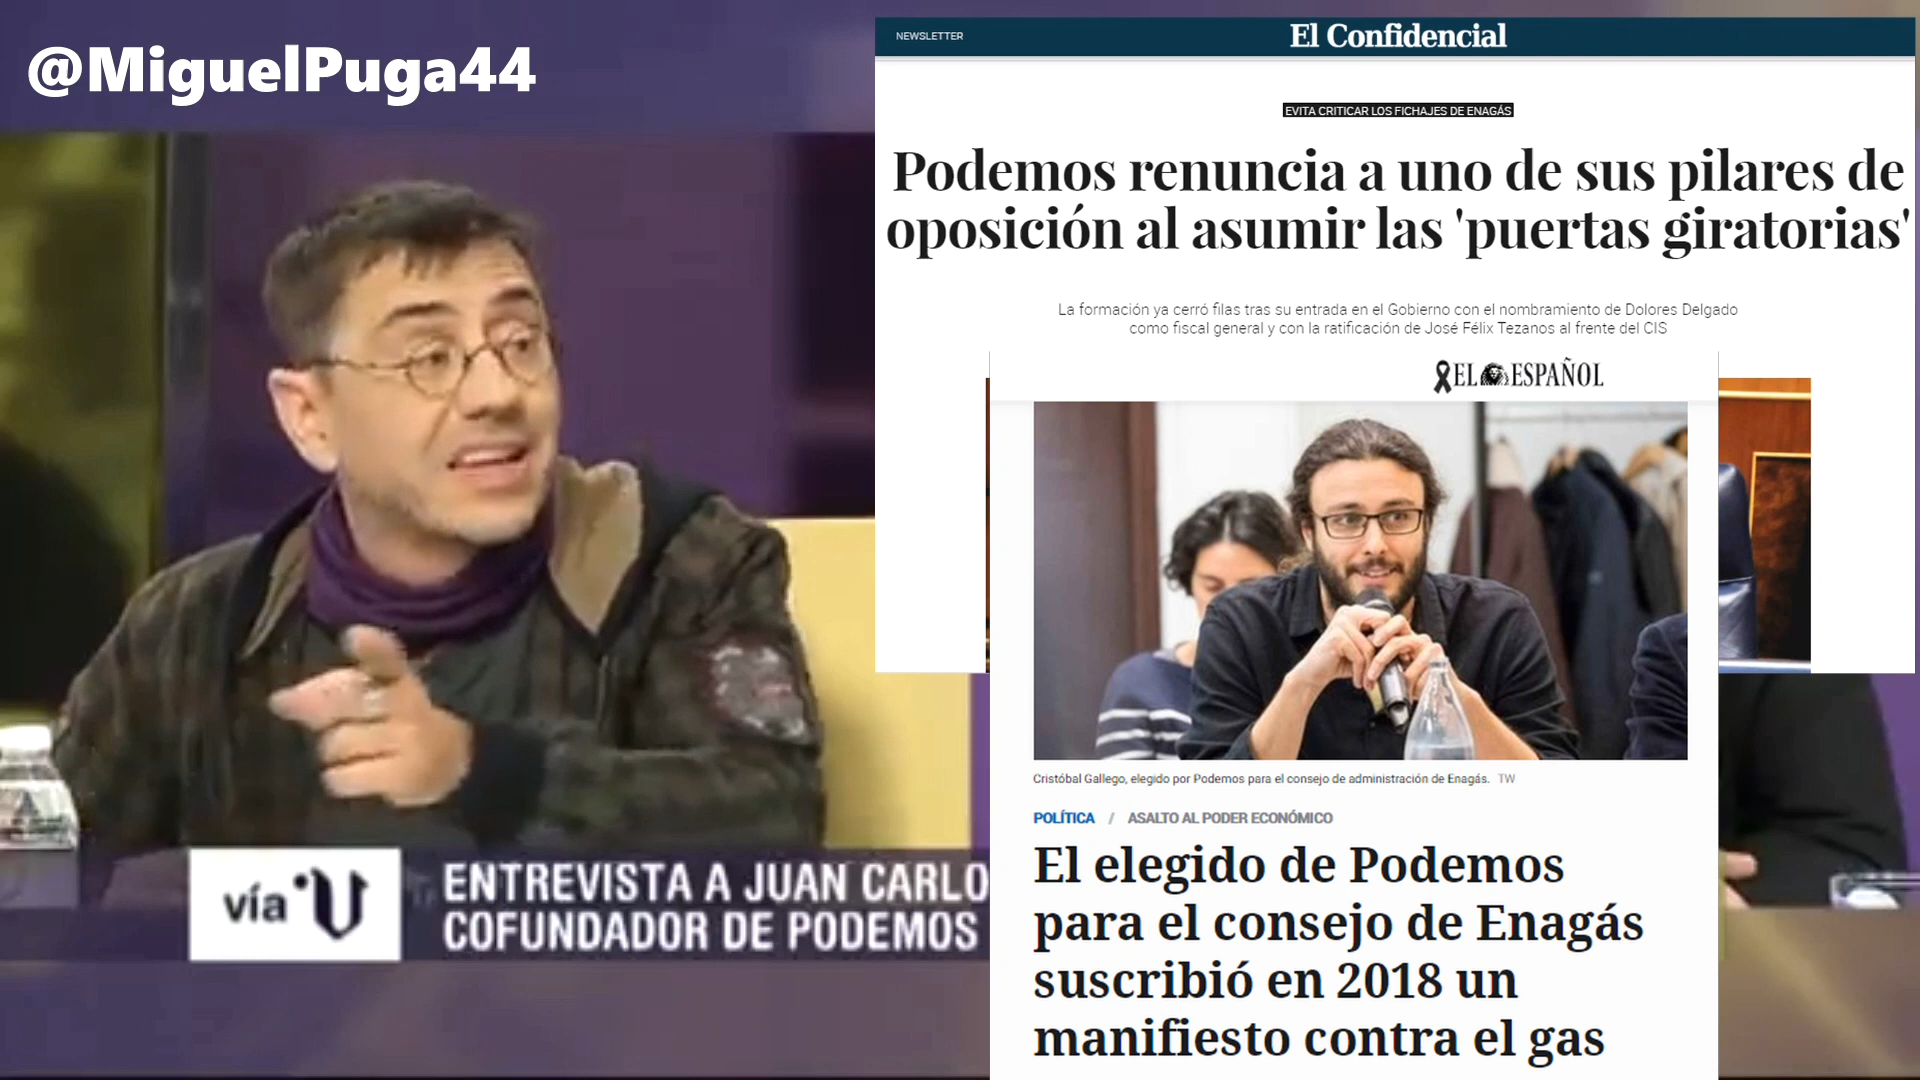 @MiguelPuga44
NEWSLETTER
El Confidencial
EVITA CRITICAR LOS FICHAJES DE ENAGÁS
Podemos renuncia a uno de sus pilares de
oposición al asumir las 'puertas giratorias'
La formación ya cerró filas tras su entrada en el Gobierno con el nombramiento de Dolores Delgado
como fiscal general y con la ratificación de José Félix Tezanos al frente del CIS
EL ESPAÑOL
Cristóbal Gallego, elegido por Podemos para el consejo de administración de Enagás. TW
POLÍTICA / ASALTO AL PODER ECONÓMICO
El elegido de Podemos
para el consejo de Enagás
suscribió en 2018 un
manifiesto contra el gas
vía V
ENTREVISTA A JUAN CARLO
COFUNDADOR DE PODEMOS